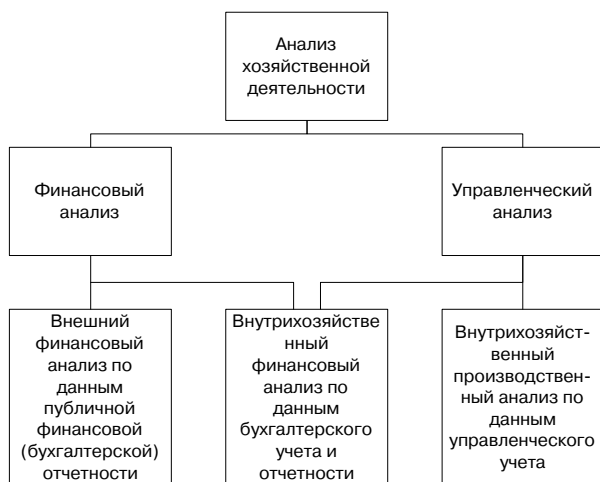 Анализ
хозяйственной
деятельности
Финансовый
анализ
Управленческий
анализ
Внешний
финансовый
анализ по
данным
публичной
финансовой
(бухгалтерской)
отчетности
Внутрихозяйстве
нный
финансовый
анализ по
данным
бухгалтерского
учета и
отчетности
Внутрихозяйст-
венный
производствен-
ный анализ по
данным
управленческого
учета